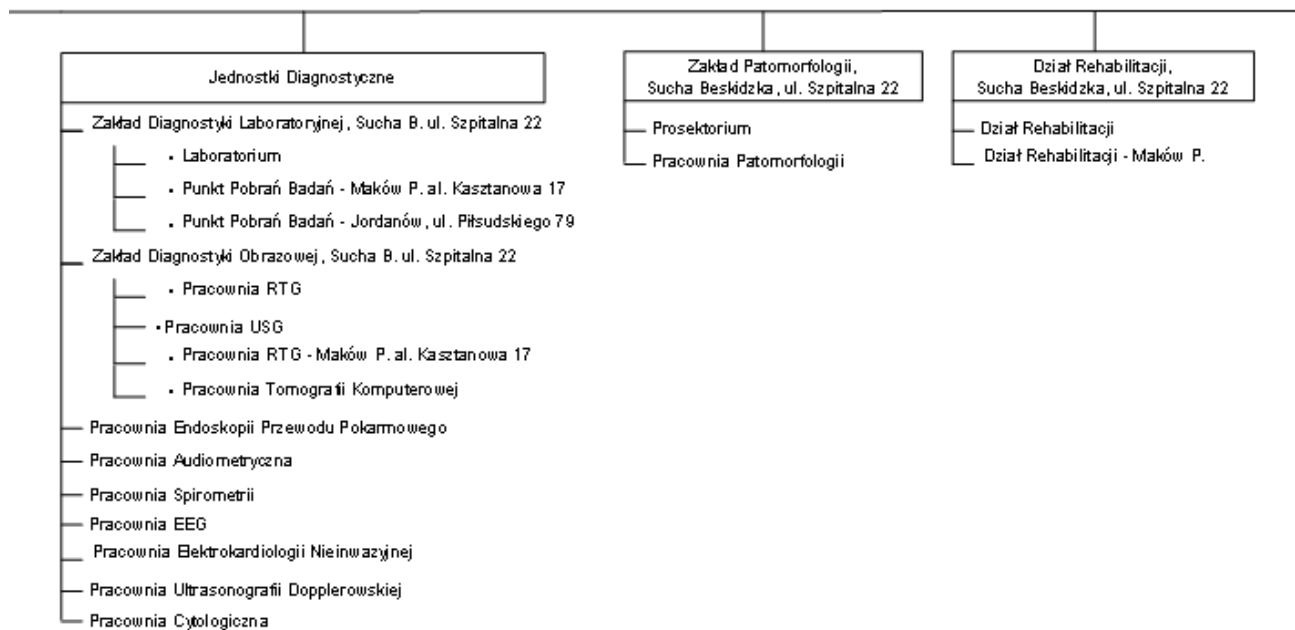 Jednostki Diagnostyczne
Zakład Diagnostyki Laboratoryjnej, Sucha B. ul. Szpitalna 22
• Laboratorium
• Punkt Pobrań Badań - Maków P. al. Kasztanowa 17
• Punkt Pobrań Badań - Jordanów, ul. Piłsudskiego 79
Zakład Diagnostyki Obrazowej, Sucha B. ul. Szpitalna 22
• Pracownia RTG
• Pracownia USG
• Pracownia RTG - Maków P. al. Kasztanowa 17
• Pracownia Tomografii Komputerowej
Pracownia Endoskopii Przewodu Pokarmowego
Pracownia Audiometryczna
Pracownia Spirometrii
Pracownia EEG
Pracownia Elektrokardiologii Nieinwazyjnej
Pracownia Ultrasonografii Dopplerowskiej
Pracownia Cytologiczna
Zakład Patomorfologii,
Sucha Beskidzka, ul. Szpitalna 22
Prosektorium
Pracownia Patomorfologii
Dział Rehabilitacji,
Sucha Beskidzka, ul. Szpitalna 22
Dział Rehabilitacji
Dział Rehabilitacji - Maków P.